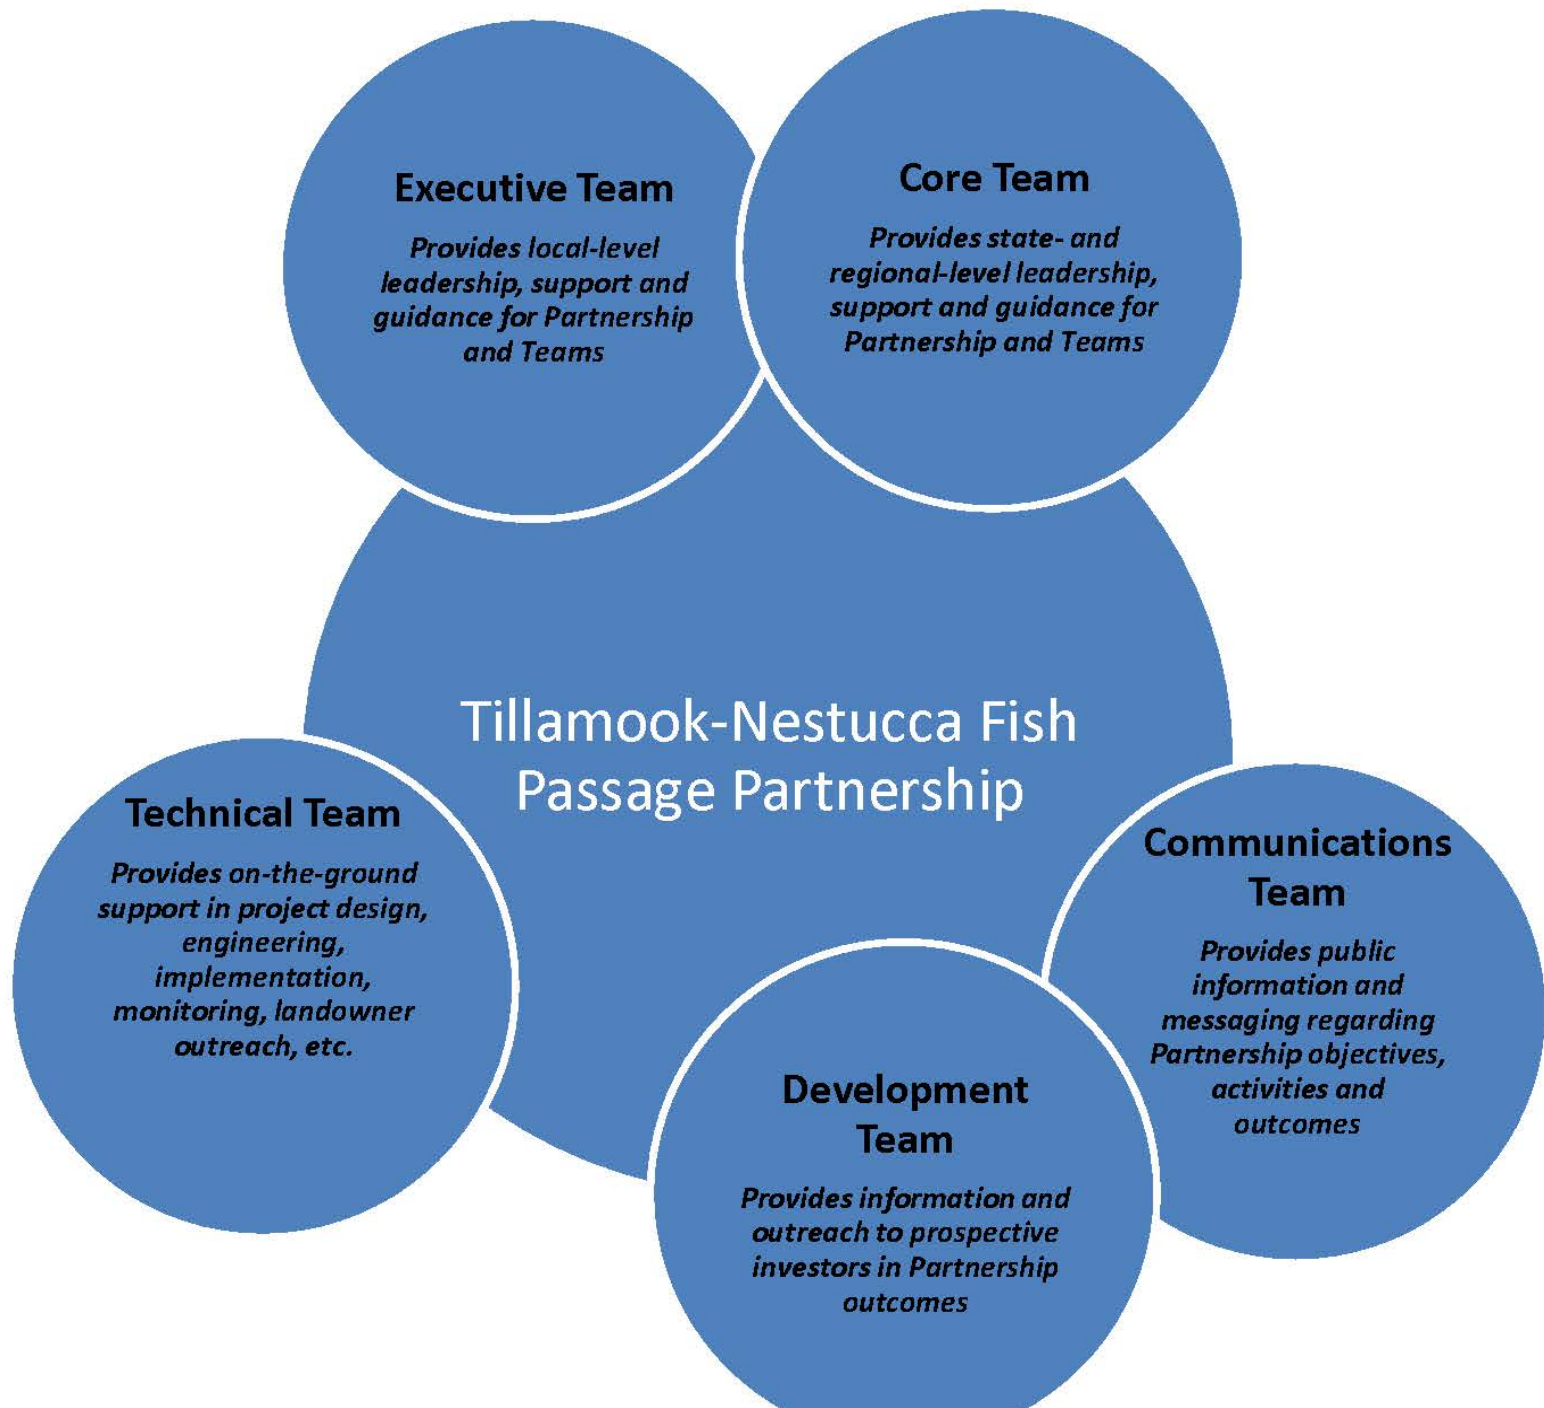 Executive Team
Provides local-level
leadership, support and
guidance for Partnership
and Teams
Core Team
Provides state- and
regional-level leadership,
support and guidance for
Partnership and Teams
Tillamook-Nestucca Fish
Passage Partnership
Technical Team
Provides on-the-ground
support in project design,
engineering,
implementation,
monitoring, landowner
outreach, etc.
Communications
Team
Provides public
information and
messaging regarding
Partnership objectives,
activities and
outcomes
Development
Team
Provides information and
outreach to prospective
investors in Partnership
outcomes